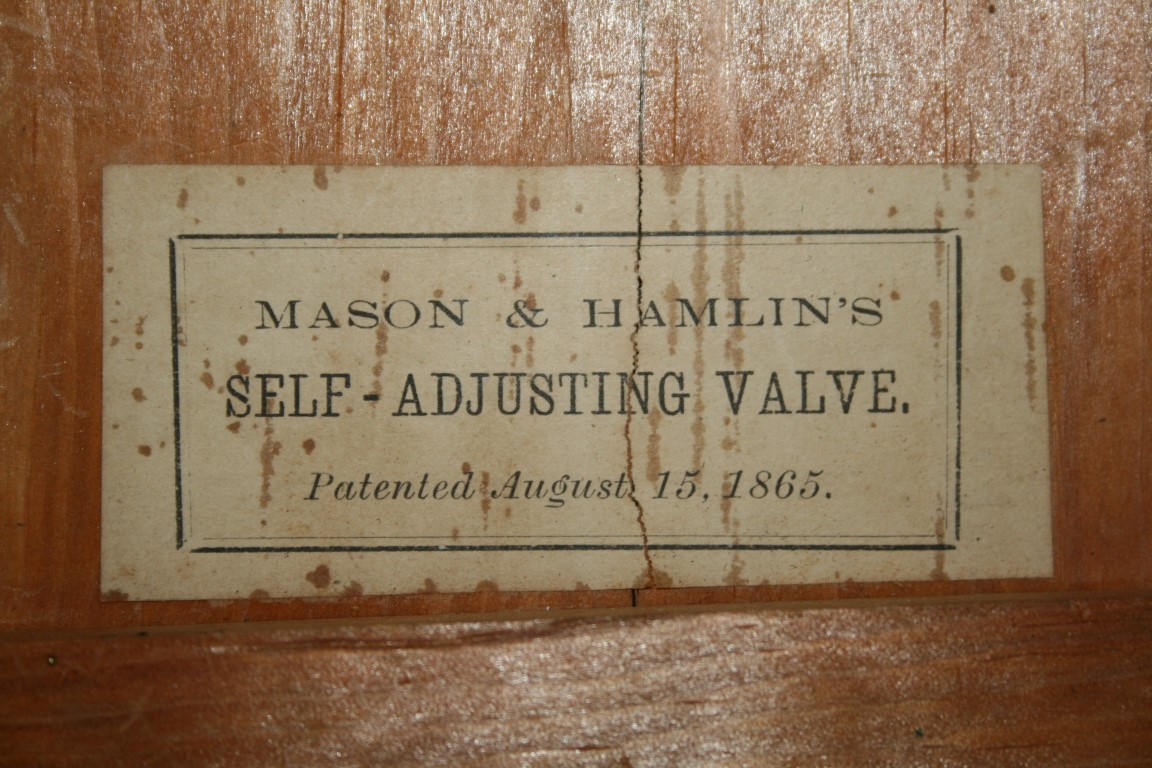 MASON & HAMLIN'S
SELF-ADJUSTING VALVE.
Patented August 15, 1865.